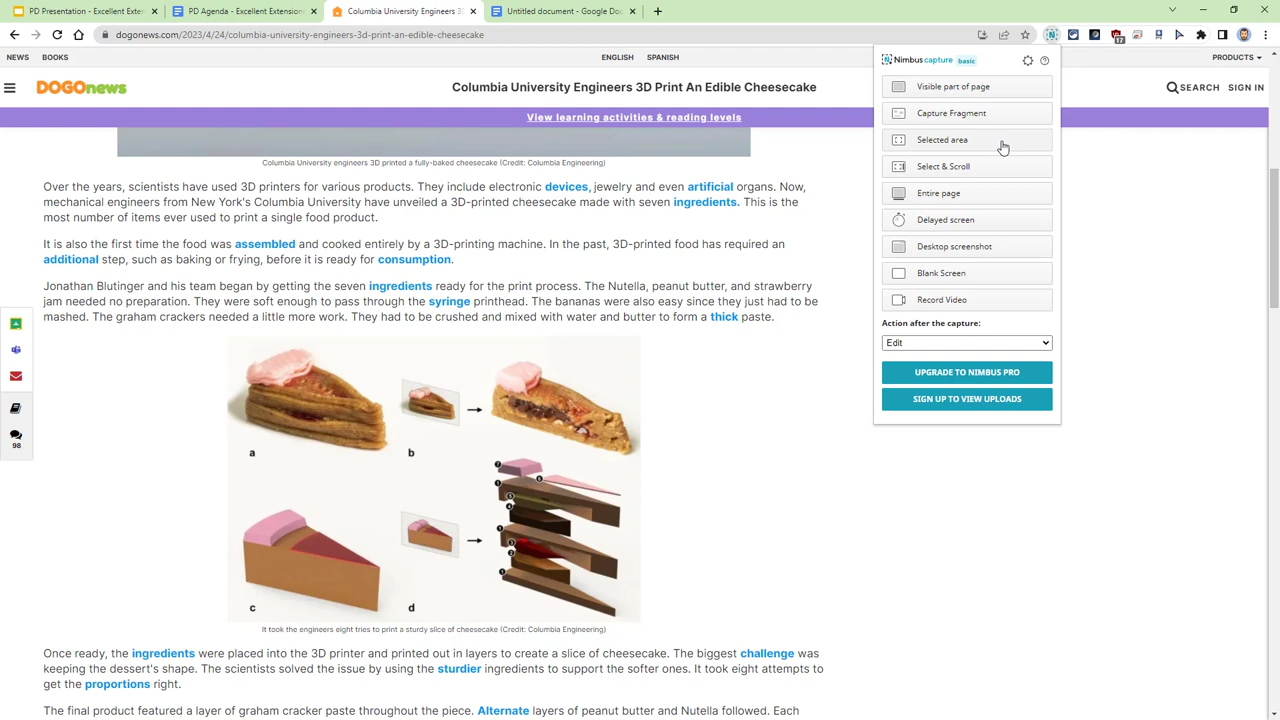 PD Presentation - Excellent Exter
PD Agenda - Excellent Extension
Columbia University Engineers 3
Untitled document - Google Doc
dogonews.com/2023/4/24/columbia-university-engineers-3d-print-an-edible-cheesecake
17
NEWS
BOOKS
ENGLISH
SPANISH
PRODUCTS
DOGOnews
Columbia University Engineers 3D Print An Edible Cheesecake
SEARCH
SIGN IN
View learning activities & reading levels
Columbia University engineers 3D printed a fully-baked cheesecake (Credit: Columbia Engineering)
Over the years, scientists have used 3D printers for various products. They include electronic devices, jewelry and even artificial organs. Now,
mechanical engineers from New York's Columbia University have unveiled a 3D-printed cheesecake made with seven ingredients. This is the
most number of items ever used to print a single food product.
It is also the first time the food was assembled and cooked entirely by a 3D-printing machine. In the past, 3D-printed food has required an
additional step, such as baking or frying, before it is ready for consumption.
Jonathan Blutinger and his team began by getting the seven ingredients ready for the print process. The Nutella, peanut butter, and strawberry
jam needed no preparation. They were soft enough to pass through the syringe printhead. The bananas were also easy since they just had to be
mashed. The graham crackers needed a little more work. They had to be crushed and mixed with water and butter to form a thick paste.
98
a
b
c
d
It took the engineers eight tries to print a sturdy slice of cheesecake (Credit: Columbia Engineering)
Once ready, the ingredients were placed into the 3D printer and printed out in layers to create a slice of cheesecake. The biggest challenge was
keeping the dessert's shape. The scientists solved the issue by using the sturdier ingredients to support the softer ones. It took eight attempts to
get the proportions right.
The final product featured a layer of graham cracker paste throughout the piece. Alternate layers of peanut butter and Nutella followed. Each
Nimbus capture basic
Visible part of page
Capture Fragment
Selected area
Select & Scroll
Entire page
Delayed screen
Desktop screenshot
Blank Screen
Record Video
Action after the capture:
Edit
UPGRADE TO NIMBUS PRO
SIGN UP TO VIEW UPLOADS